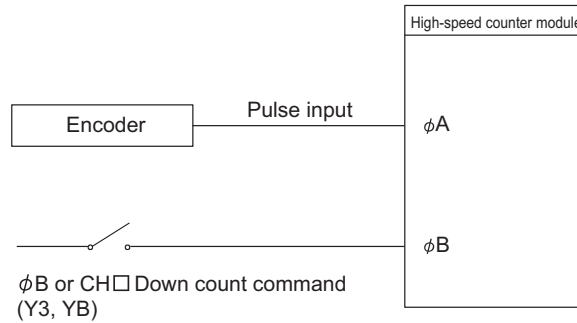 High-speed counter module
Pulse input
Encoder
ϕA
ϕB
ϕB or CH□ Down count command
(Y3, YB)